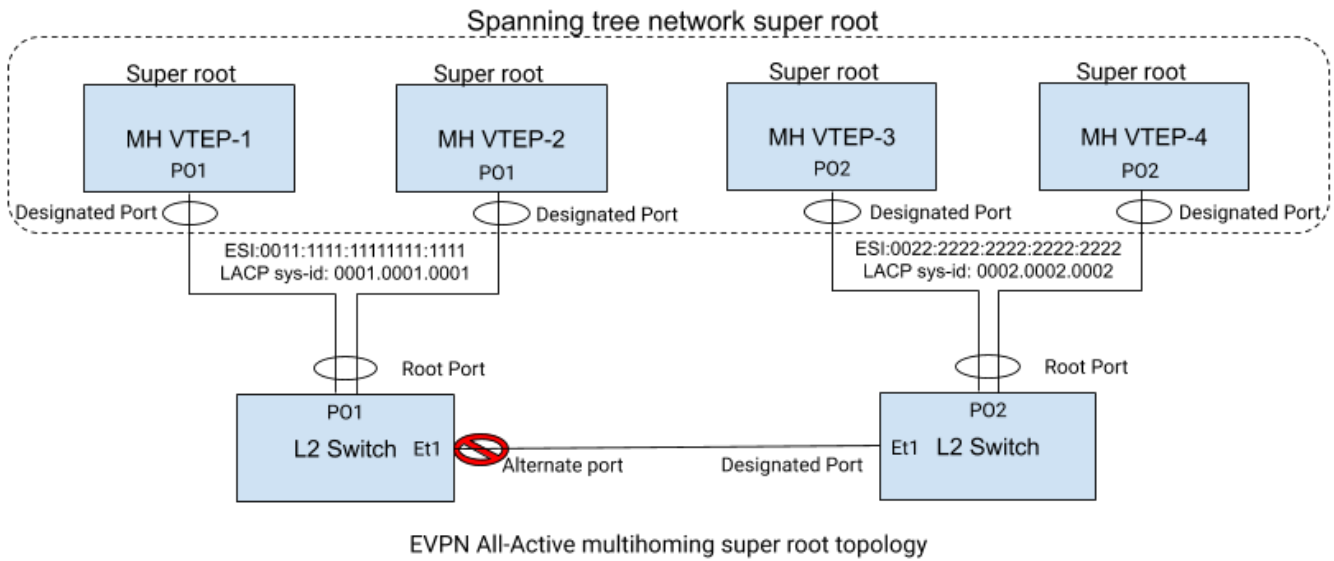 Spanning tree network super root
Super root
Super root
Super root
Super root
MH VTEP-1
MH VTEP-2
MH VTEP-3
MH VTEP-4
PO1
PO1
PO2
PO2
Designated Port
Designated Port
Designated Port
Designated Port
ESI:0011:1111:11111111:1111
LACP sys-id: 0001.0001.0001
ESI:0022:2222:2222:2222:2222
LACP sys-id: 0002.0002.0002
Root Port
Root Port
PO1
PO2
L2 Switch
Et1
Et1
L2 Switch
Alternate port
Designated Port
EVPN All-Active multihoming super root topology